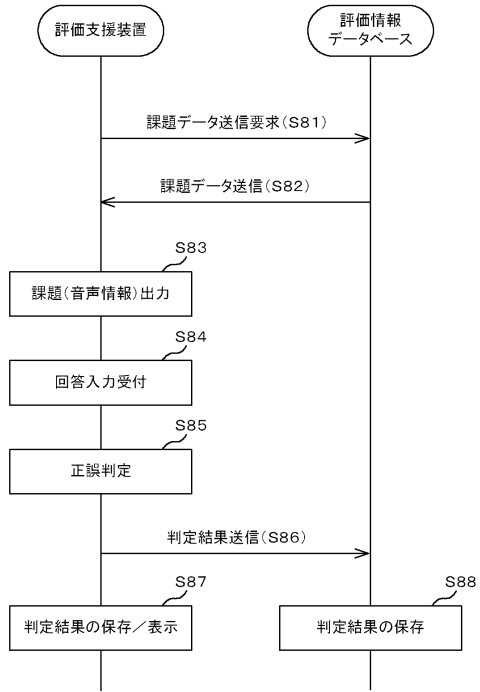 評価支援装置
評価情報
データベース
課題データ送信要求(S81)
課題データ送信(S82)
S83
課題(音声情報)出力
S84
回答入力受付
S85
正誤判定
判定結果送信(S86)
S87
判定結果の保存／表示
S88
判定結果の保存